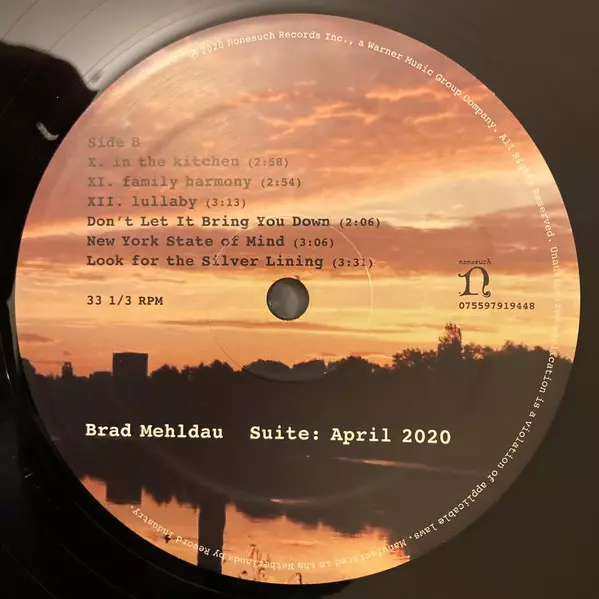 ℗ 2020 Nonesuch Records Inc., a Warner Music Group Company. All Rights Reserved. Unauthorized duplication is a violation of applicable laws. Manufactured in the Netherlands by Record Industry.
Side B
X. in the kitchen (2:58)
XI. family harmony (2:54)
XII. lullaby (3:13)
Don't Let It Bring You Down (2:06)
New York State of Mind (3:06)
Look for the Silver Lining (3:31)
nonesuch
n
33 1/3 RPM
075597919448
Brad Mehldau Suite: April 2020